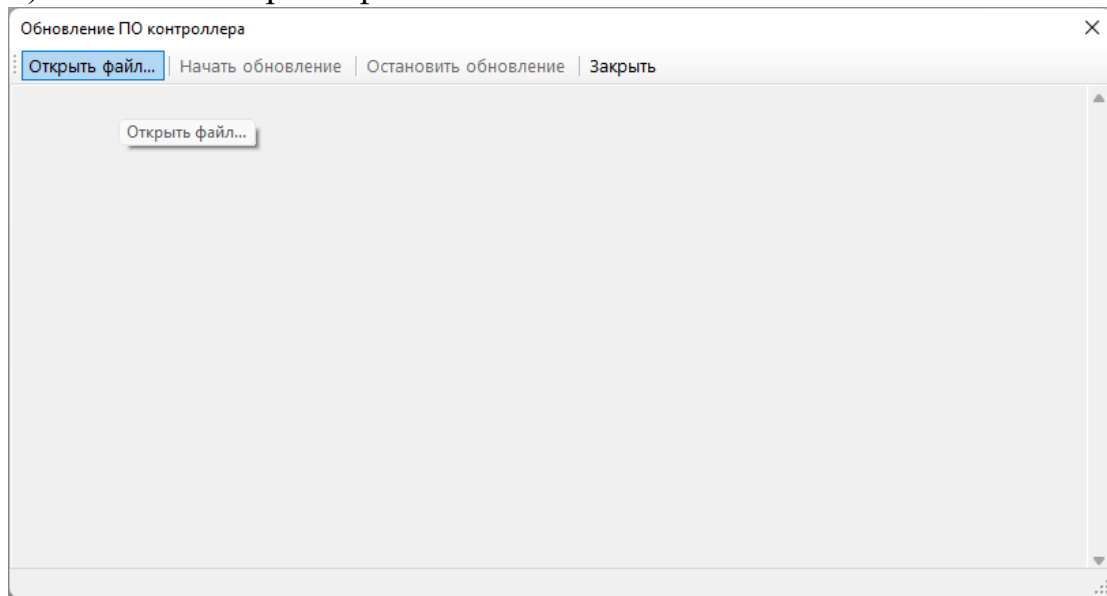 Обновление ПО контроллера
Открыть файл... Начать обновление Остановить обновление Закрыть
Открыть файл...